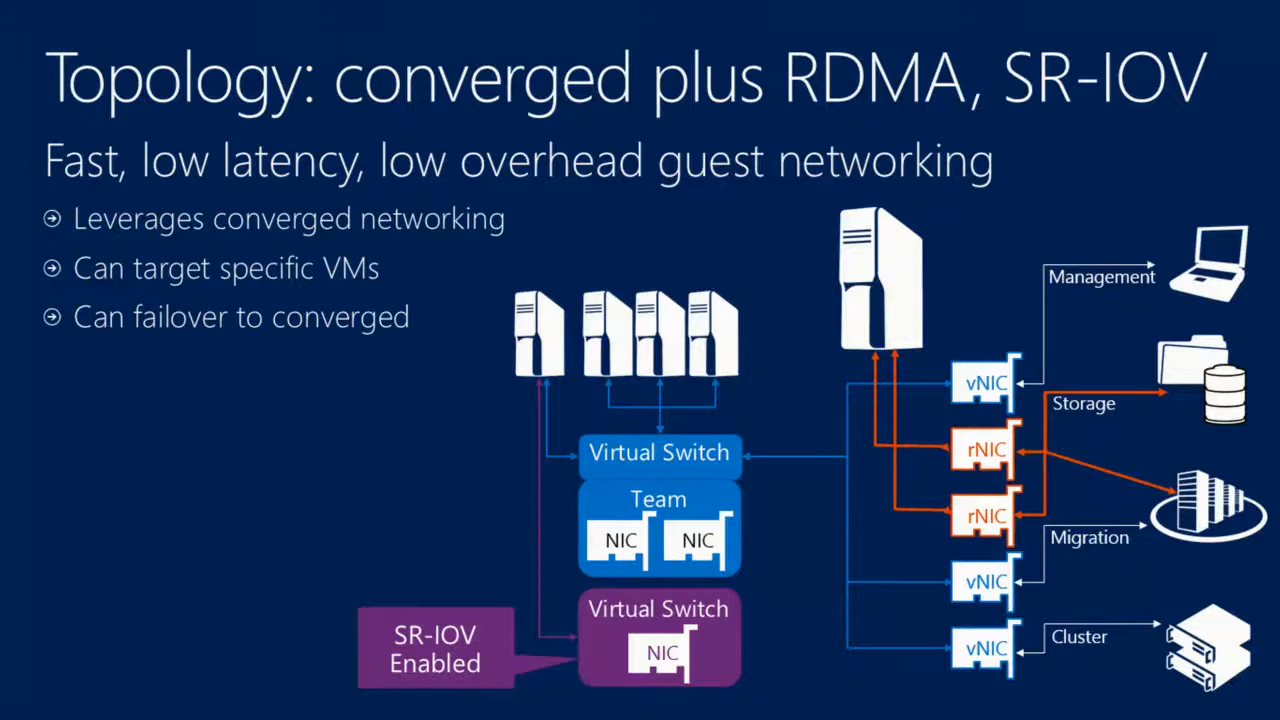 Topology: converged plus RDMA, SR-IOV
Fast, low latency, low overhead guest networking
Leverages converged networking
Can target specific VMs
Can failover to converged
Management
vNIC
Storage
rNIC
Virtual Switch
Team
NIC NIC
rNIC
Migration
vNIC
Virtual Switch
NIC
SR-IOV
Enabled
Cluster
vNIC